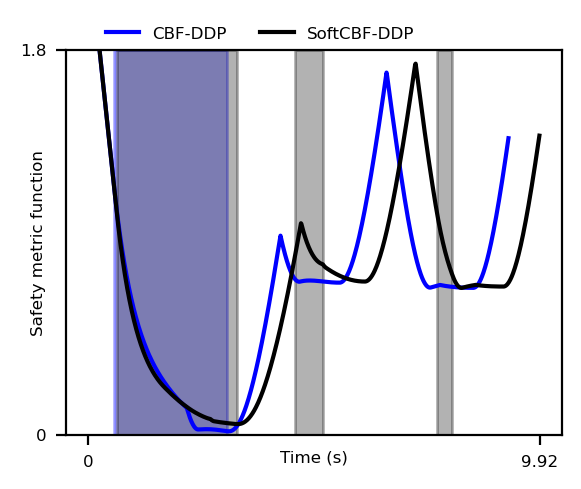 CBF-DDP SoftCBF-DDP
1.8
Safety metric function
0
0 Time (s) 9.92